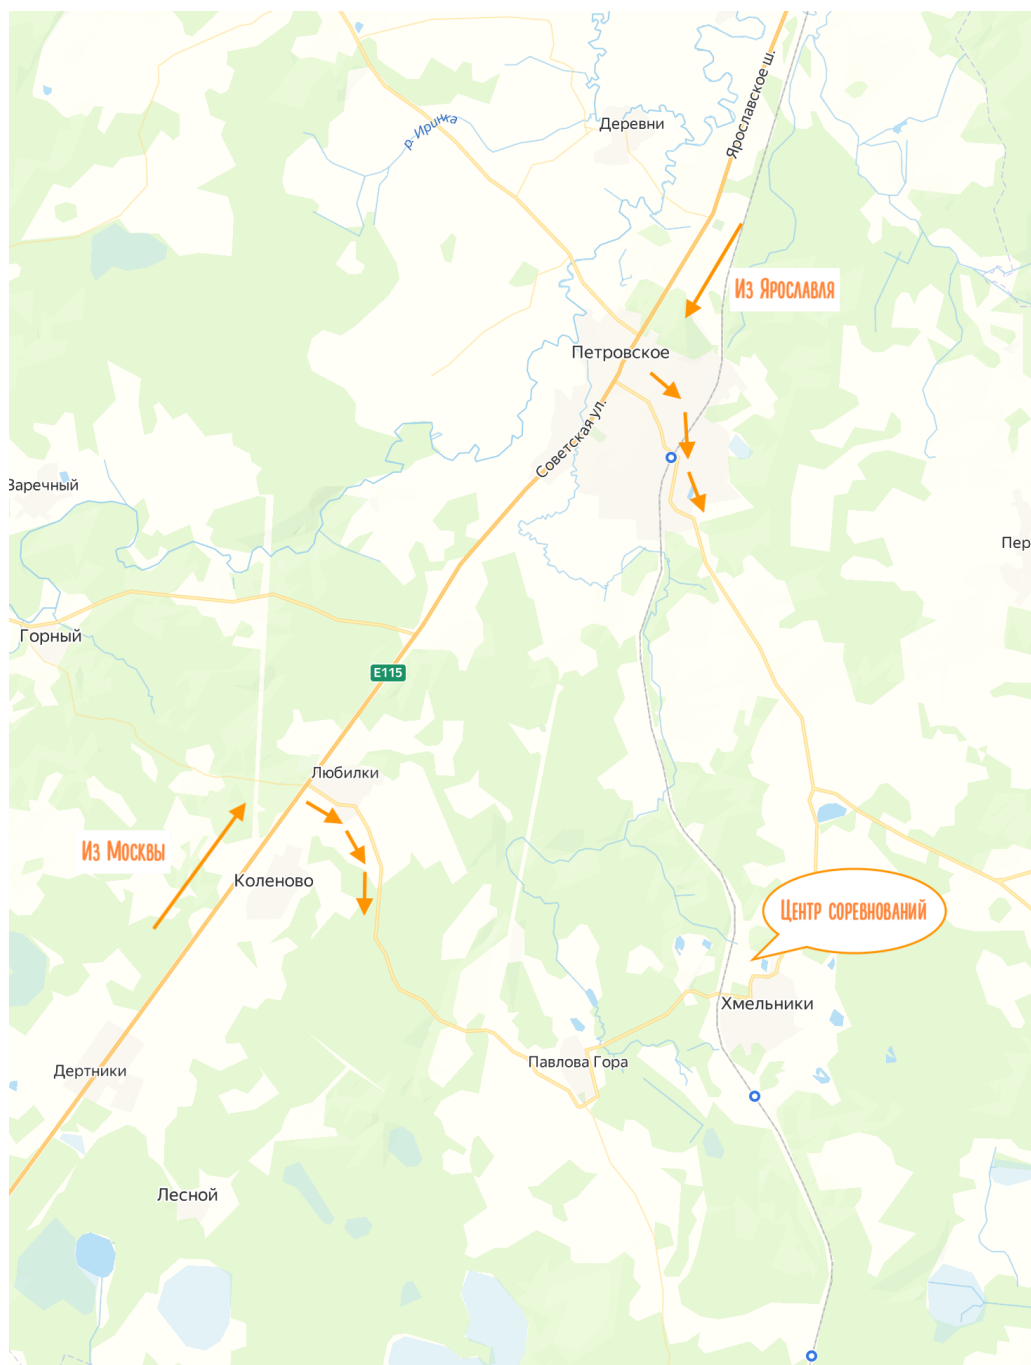 Ярославское ш.
Деревни
р. Иринка
Из Ярославля
Петровское
Советская ул.
Заречный
Пер
Горный
E115
Любилки
Из Москвы
Коленово
Центр соревнований
Хмельники
Павлова Гора
Дертники
Лесной